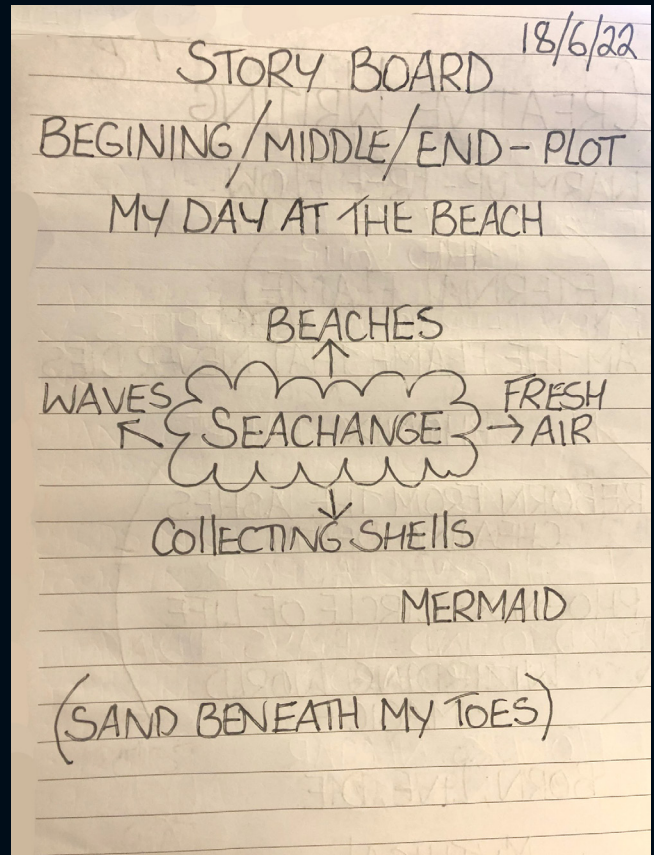 18/6/22
STORY BOARD
BEGINING/MIDDLE/END - PLOT
MY DAY AT THE BEACH
BEACHES
WAVES
SEACHANGE
FRESH
AIR
COllECTING SHElls
MERMAID
(SAND BENEATH MY TOES)